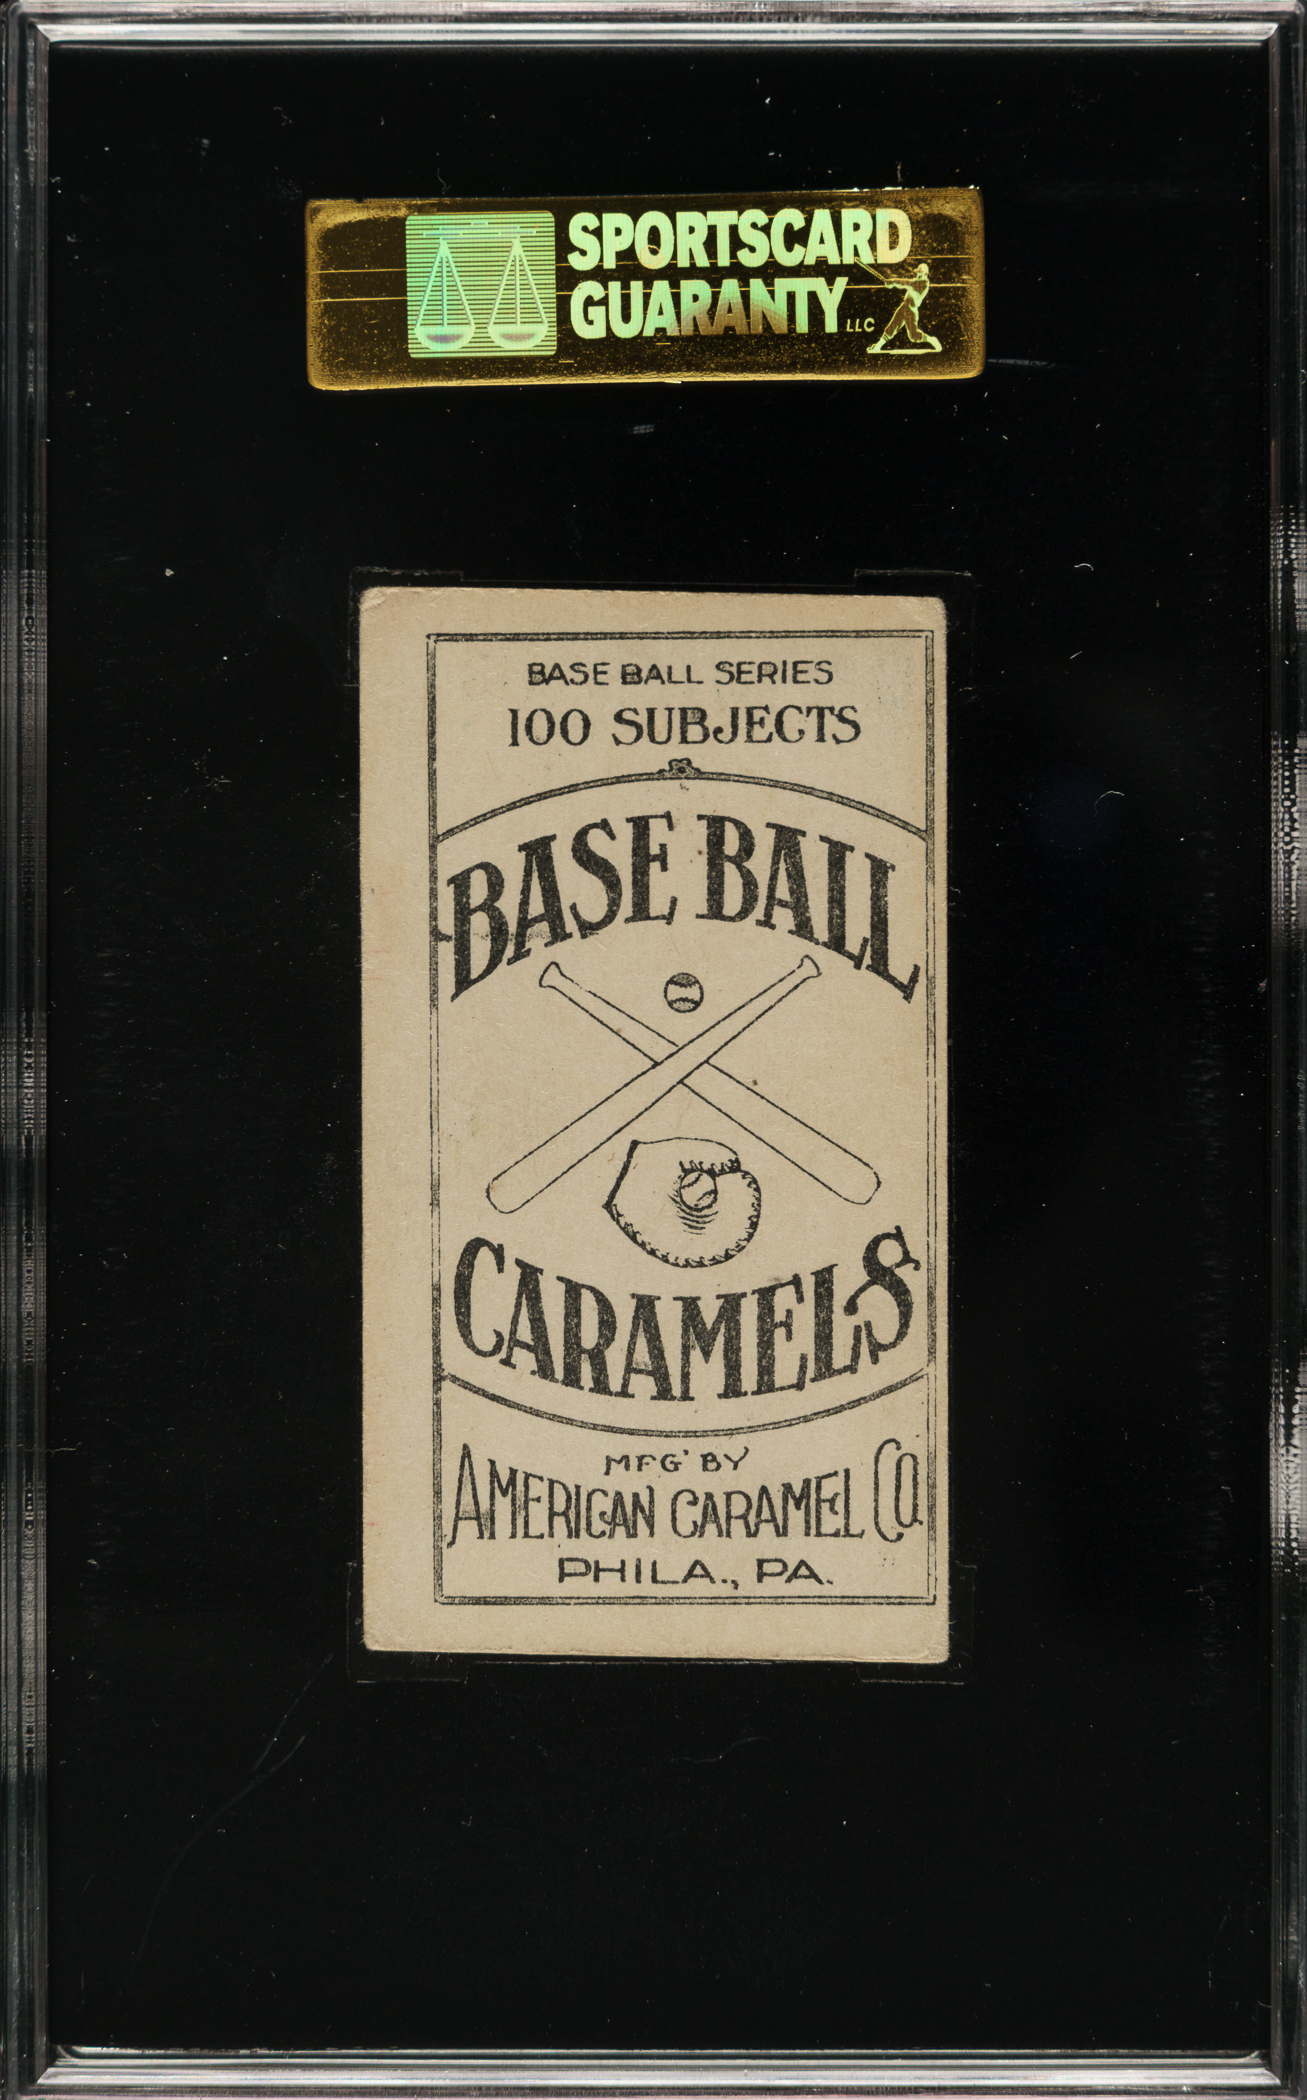 SPORTSCARD
GUARANTY LLC
BASE BALL SERIES
100 SUBJECTS
BASE BALL
CARAMELS
MFG' BY
AMERICAN CARAMEL CO.
PHILA., PA.